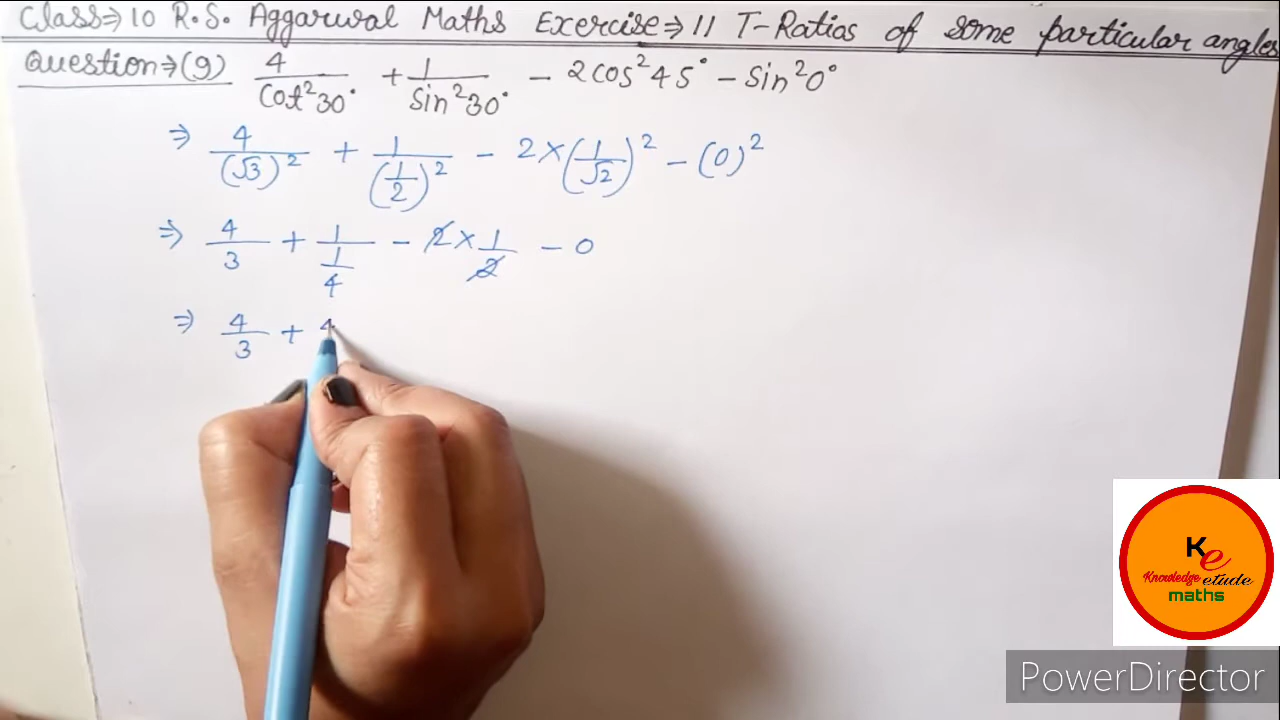 Class⇒10 R.S. Aggarwal Maths Exercise⇒11 T-Ratios of some particular angles
Question⇒(9) 4/cot²30° + 1/sin²30° - 2cos²45° - sin²0°
⇒ 4/(√3)² + 1/(1/2)² - 2×(1/√2)² - (0)²
⇒ 4/3 + 1/(1/4) - 2×1/2 - 0
⇒ 4/3 + 4
Ke
Knowledge etude
maths
PowerDirector